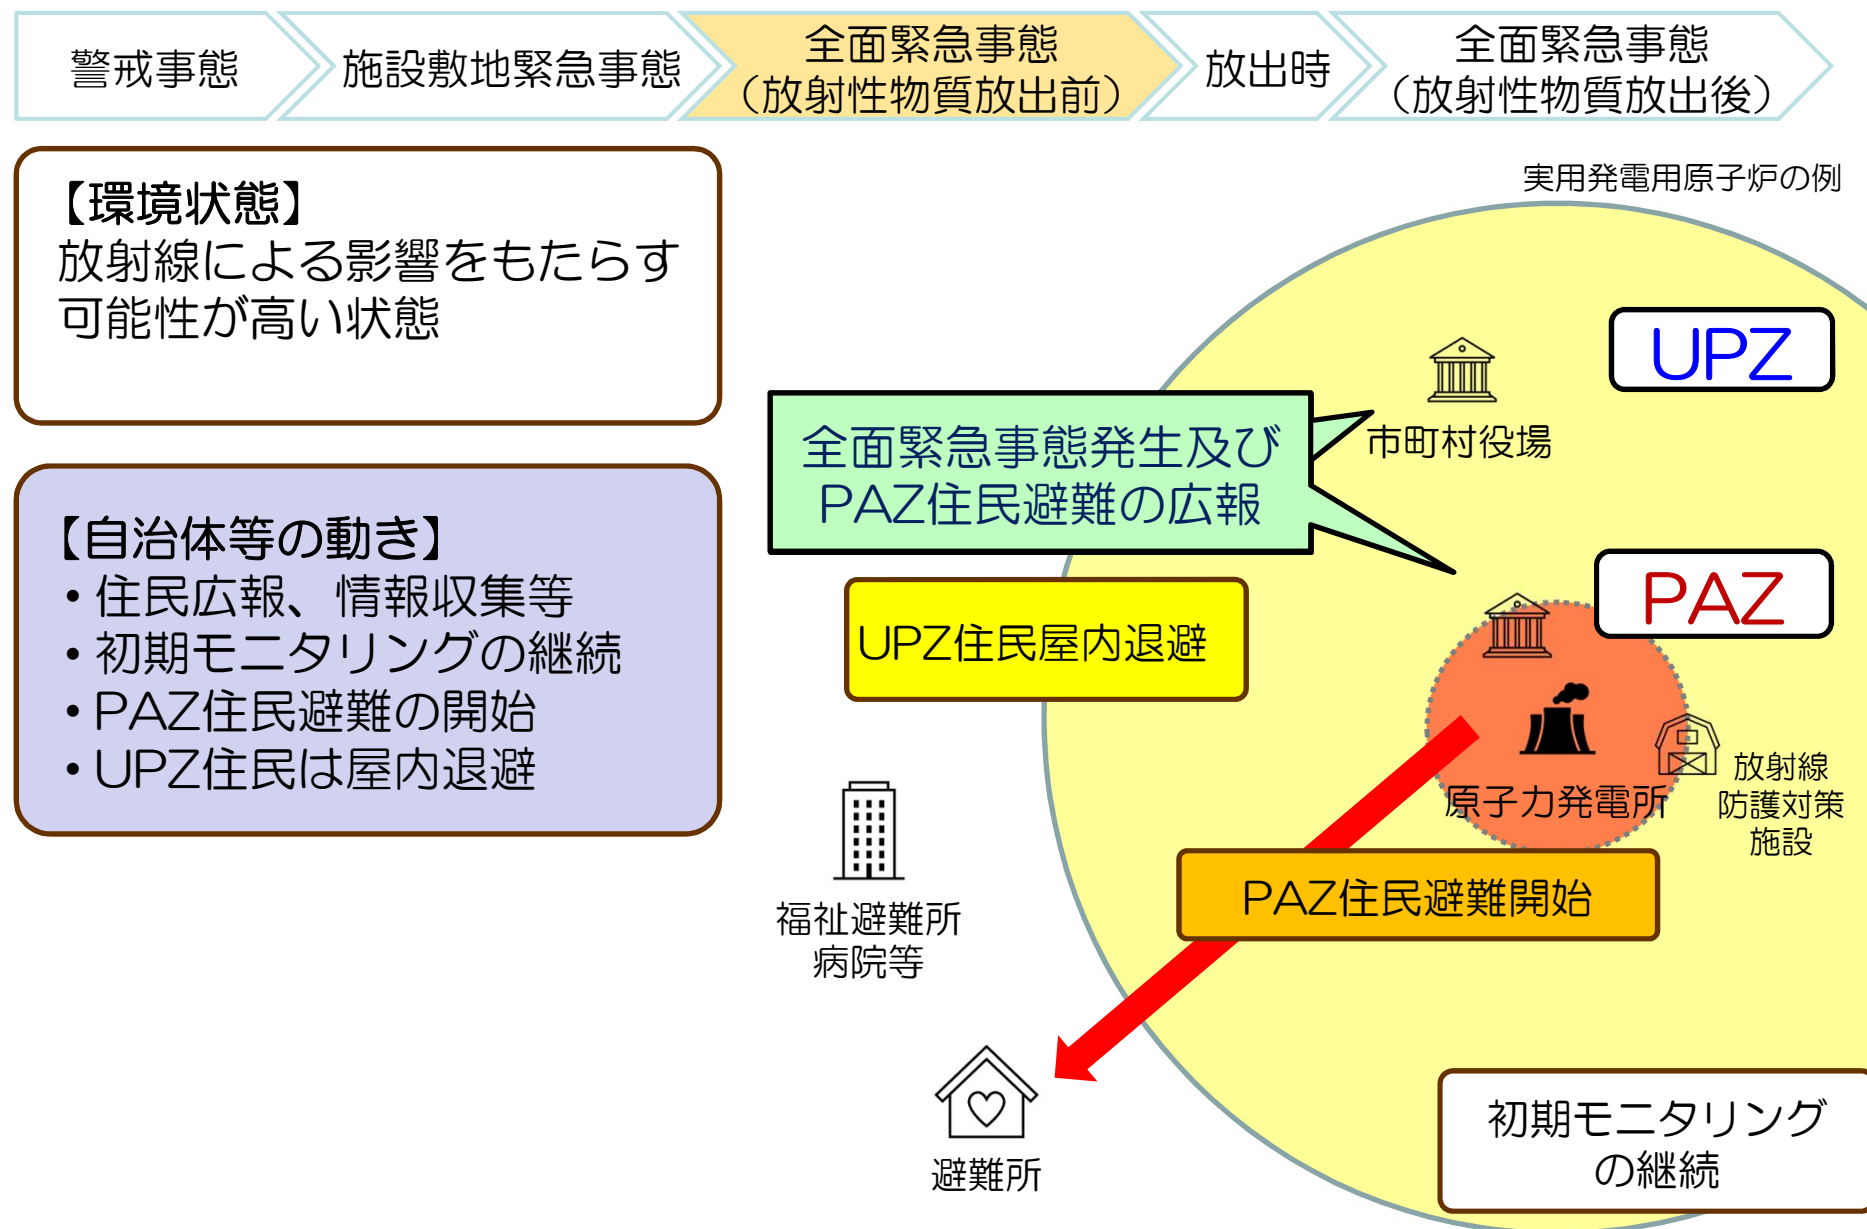 警戒事態
施設敷地緊急事態
全面緊急事態
（放射性物質放出前）
放出時
全面緊急事態
（放射性物質放出後）
【環境状態】
放射線による影響をもたらす
可能性が高い状態
【自治体等の動き】
・住民広報、情報収集等
・初期モニタリングの継続
・PAZ住民避難の開始
・UPZ住民は屋内退避
実用発電用原子炉の例
UPZ
市町村役場
全面緊急事態発生及び
PAZ住民避難の広報
PAZ
UPZ住民屋内退避
原子力発電所
放射線
防護対策
施設
PAZ住民避難開始
福祉避難所
病院等
避難所
初期モニタリング
の継続